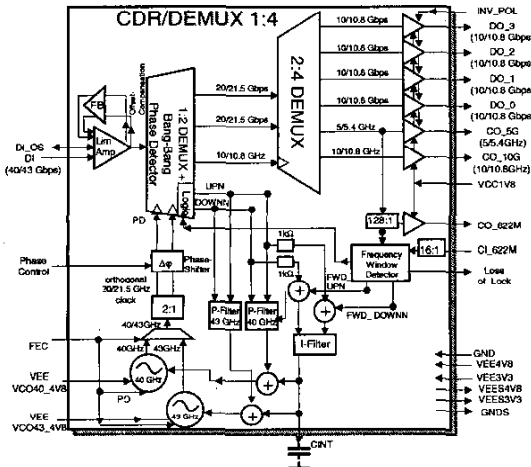 CDR/DEMUX 1:4
INV_POL
DO_3
(10/10.8 Gbps)
DO_2
(10/10.8 Gbps)
DO_1
(10/10.8 Gbps)
DO_0
(10/10.8 Gbps)
CO_5G
(5/5.4GHz)
CO_10G
(10/10.8GHz)
VCC1V8
CO_622M
CI_622M
Loss
of Lock
GND
VEE4V8
VEE3V3
VEES4V8
VEES3V3
GNDS
10/10.8 Gbps
10/10.8 Gbps
10/10.8 Gbps
10/10.8 Gbps
5/5.4GHz
10/10.8 GHz
2:4 DEMUX
20/21.5 Gbps
20/21.5 Gbps
10/10.8 GHz
1:2 DEMUX +
Bang-Bang
Phase Detector
Logic
UPN
DOWNN
Offset-
Compensation
FB
Lim
Amp
DI_OS
DI
(40/43 Gbps)
PD
Phase
Control
Δφ
Phase-
Shifter
orthogonal
20/21.5 GHz
clock
2:1
40/43GHz
40GHz
43GHz
FEC
VEE
VCO40_4V8
PD
VEE
VCO43_4V8
40 GHz
43 GHz
P-Filter
43 GHz
P-Filter
40 GHz
1kΩ
1kΩ
+
+
+
+
I-Filter
FWD_
UPN
FWD_DOWNN
128:1
16:1
Frequency
Window
Detector
CINT